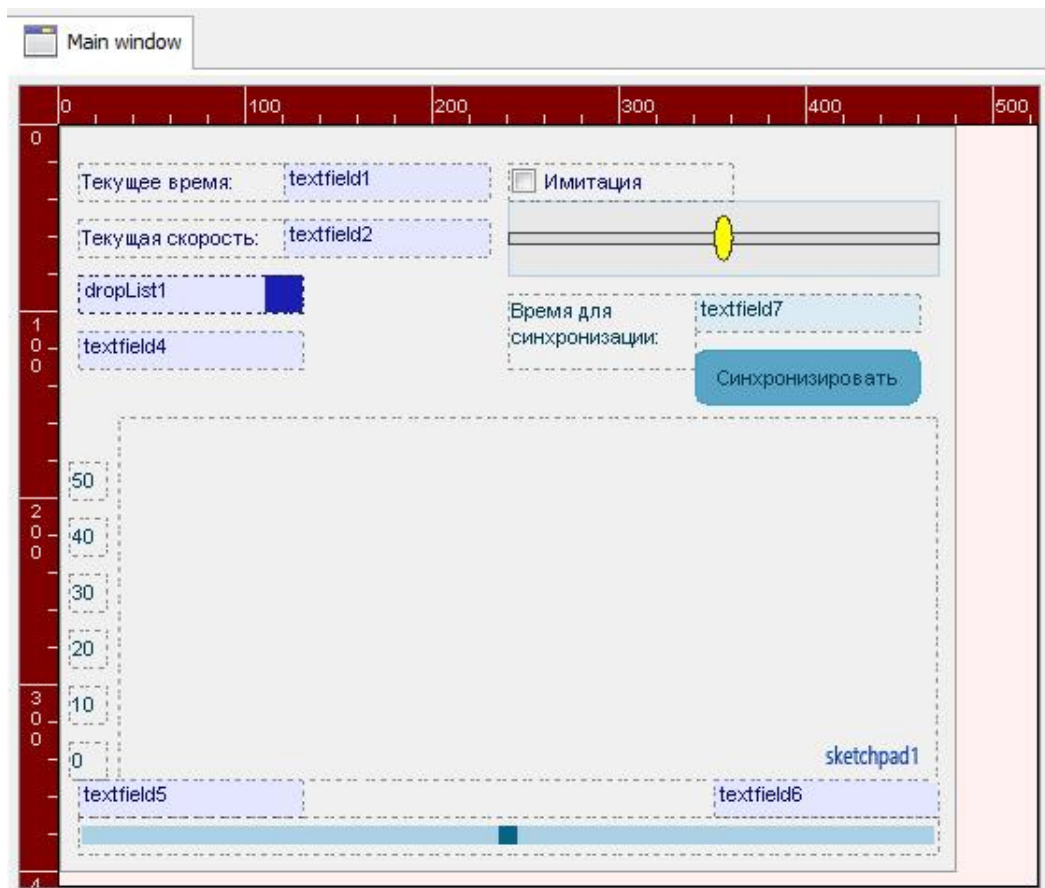 Main window
0 100 200 300 400 500
0
Текущее время: textfield1 Имитация
Текущая скорость: textfield2
dropList1
Время для textfield7
синхронизации:
100
textfield4
Синхронизировать
50
200
40
30
20
300
10
0
sketchpad1
textfield5 textfield6
4